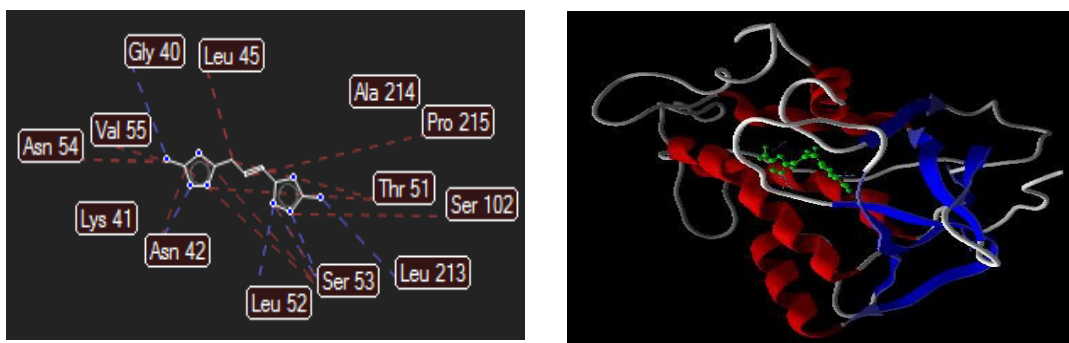 Gly 40
Leu 45
Ala 214
Pro 215
Val 55
Asn 54
Thr 51
Ser 102
Lys 41
Asn 42
Leu 213
Ser 53
Leu 52